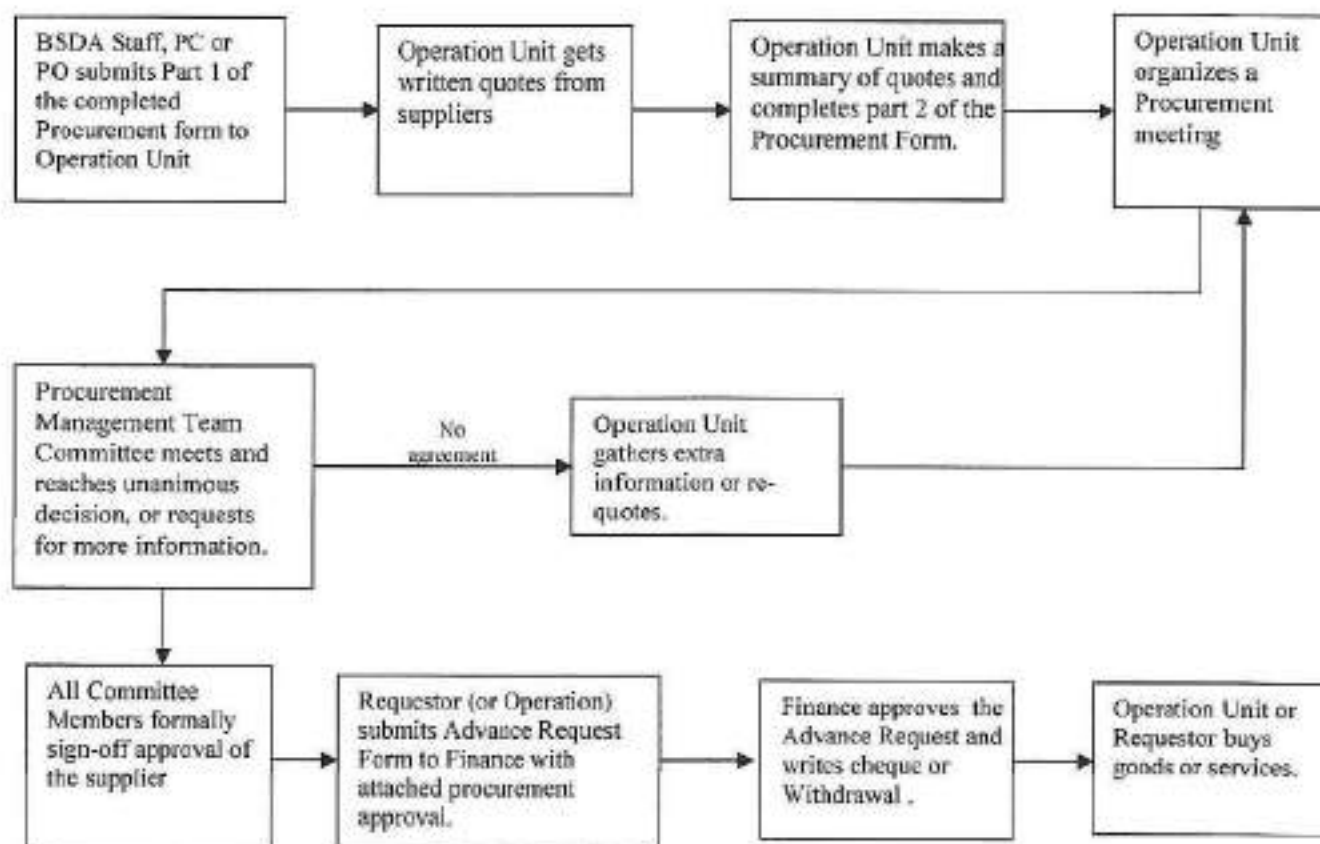 BSDA Staff, PC or
PO submits Part 1 of
the completed
Procurement form to
Operation Unit
Operation Unit gets
written quotes from
suppliers
Operation Unit makes a
summary of quotes and
completes part 2 of the
Procurement Form.
Operation Unit
organizes a
Procurement
meeting
Procurement
Management Team
Committee meets and
reaches unanimous
decision, or requests
for more information.
No
agreement
Operation Unit
gathers extra
information or re-
quotes.
All Committee
Members formally
sign-off approval of
the supplier
Requestor (or Operation)
submits Advance Request
Form to Finance with
attached procurement
approval.
Finance approves the
Advance Request and
writes cheque or
Withdrawal .
Operation Unit or
Requestor buys
goods or services.